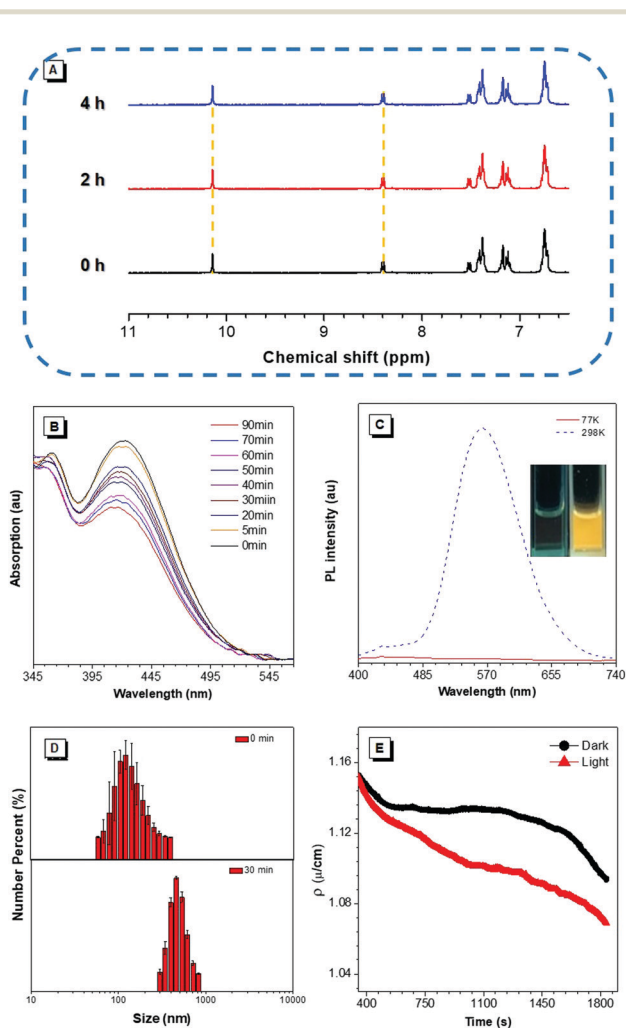 A
4 h
2 h
0 h
11 10 9 8 7
Chemical shift (ppm)
B
90min
70min
60min
50min
40min
30miin
20min
5min
0min
Absorption (au)
345 395 445 495 545
Wavelength (nm)
C
77K
298K
PL intensity (au)
400 485 570 655 740
Wavelength (nm)
D
0 min
30 min
Number Percent (%)
10 100 1000 10000
Size (nm)
E
Dark
Light
1.16
1.12
1.08
1.04
ρ (μ/cm)
400 750 1100 1450 1800
Time (s)